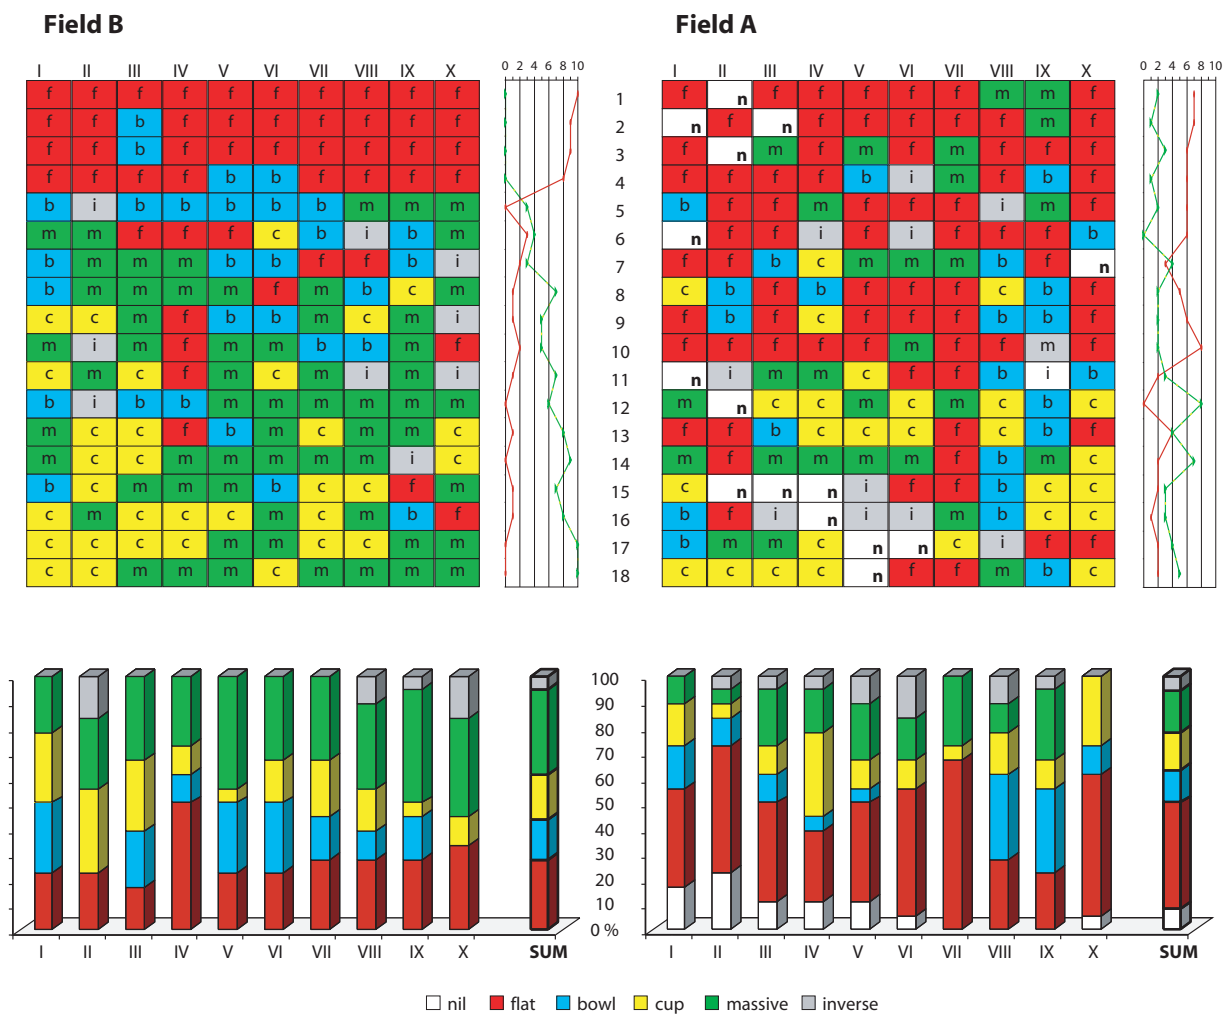 Field B Field A
I II III IV V VI VII VIII IX X 0 2 4 6 8 10 I II III IV V VI VII VIII IX X 0 2 4 6 8 10
f f f f f f f f f f 1 f n f f f f f m m f
f f b f f f f f f f 2 n f n f f f f f m f
f f b f f f f f f f 3 f n m f m f m f f f
f f f f b b f f f f 4 f f f f b i m f b f
b i b b b b b m m m 5 b f f m f f f i m f
m m f f f c b i b m 6 n f f i f i f f f b
b m m m b b f f b i 7 f f b c m m m b f n
b m m m m f m b c m 8 c b f b f f f c b f
c c m f b b m c m i 9 f b f c f f f b b f
m i m f m m b b m f 10 f f f f f m f f m f
c m c f m c m i m i 11 n i m m c f f b i b
b i b b m m m m m m 12 m n c c m c m c b c
m c c f b m c m m c 13 f f b c c c f c b f
m c c m m m m m i c 14 m f m m m m f b m c
b c m m m b c c f m 15 c n n n i f f b c c
c m c c c m c m b f 16 b f i n i i m b c c
c c c c m m c c m m 17 b m m c n n c i f f
c c m m m c m m m m 18 c c c c n f f m b c
100
90
80
70
60
50
40
30
20
10
0 %
I II III IV V VI VII VIII IX X SUM I II III IV V VI VII VIII IX X SUM
nil flat bowl cup massive inverse